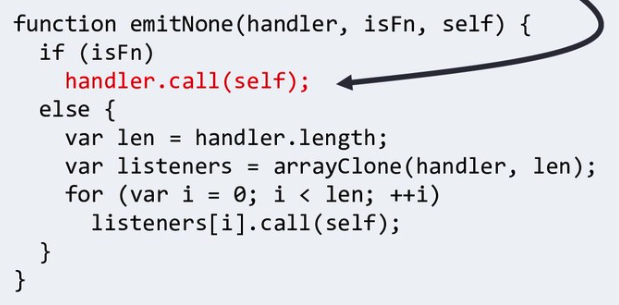 function emitNone(handler, isFn, self) {
  if (isFn)
    handler.call(self);
  else {
    var len = handler.length;
    var listeners = arrayClone(handler, len);
    for (var i = 0; i < len; ++i)
      listeners[i].call(self);
  }
}